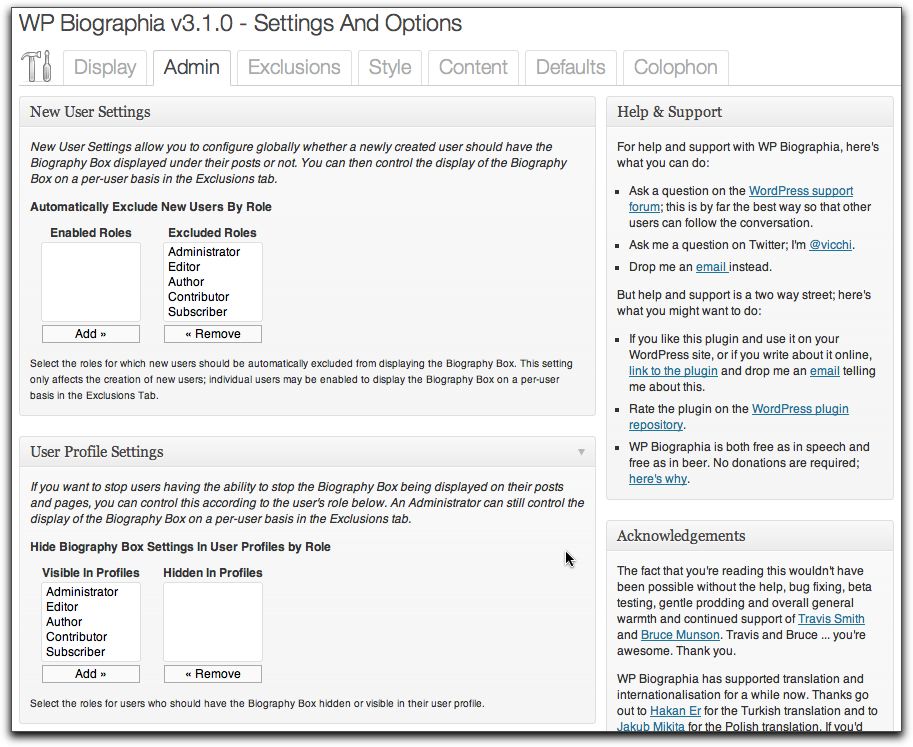 WP Biographia v3.1.0 - Settings And Options
Display
Admin
Exclusions
Style
Content
Defaults
Colophon
New User Settings
New User Settings allow you to configure globally whether a newly created user should have the
Biography Box displayed under their posts or not. You can then control the display of the Biography
Box on a per-user basis in the Exclusions tab.
Automatically Exclude New Users By Role
Enabled Roles
Excluded Roles
Administrator
Editor
Author
Contributor
Subscriber
Add »
« Remove
Select the roles for which new users should be automatically excluded from displaying the Biography Box. This setting
only affects the creation of new users; individual users may be enabled to display the Biography Box on a per-user
basis in the Exclusions Tab.
User Profile Settings
If you want to stop users having the ability to stop the Biography Box being displayed on their posts
and pages, you can control this according to the user's role below. An Administrator can still control the
display of the Biography Box on a per-user basis in the Exclusions tab.
Hide Biography Box Settings In User Profiles by Role
Visible In Profiles
Hidden In Profiles
Administrator
Editor
Author
Contributor
Subscriber
Add »
« Remove
Select the roles for users who should have the Biography Box hidden or visible in their user profile.
Help & Support
For help and support with WP Biographia, here's
what you can do:
Ask a question on the WordPress support
forum; this is by far the best way so that other
users can follow the conversation.
Ask me a question on Twitter; I'm @vicchi.
Drop me an email instead.
But help and support is a two way street; here's
what you might want to do:
If you like this plugin and use it on your
WordPress site, or if you write about it online,
link to the plugin and drop me an email telling
me about this.
Rate the plugin on the WordPress plugin
repository.
WP Biographia is both free as in speech and
free as in beer. No donations are required;
here's why.
Acknowledgements
The fact that you're reading this wouldn't have
been possible without the help, bug fixing, beta
testing, gentle prodding and overall general
warmth and continued support of Travis Smith
and Bruce Munson. Travis and Bruce ... you're
awesome. Thank you.
WP Biographia has supported translation and
internationalisation for a while now. Thanks go
out to Hakan Er for the Turkish translation and to
Jakub Mikita for the Polish translation. If you'd